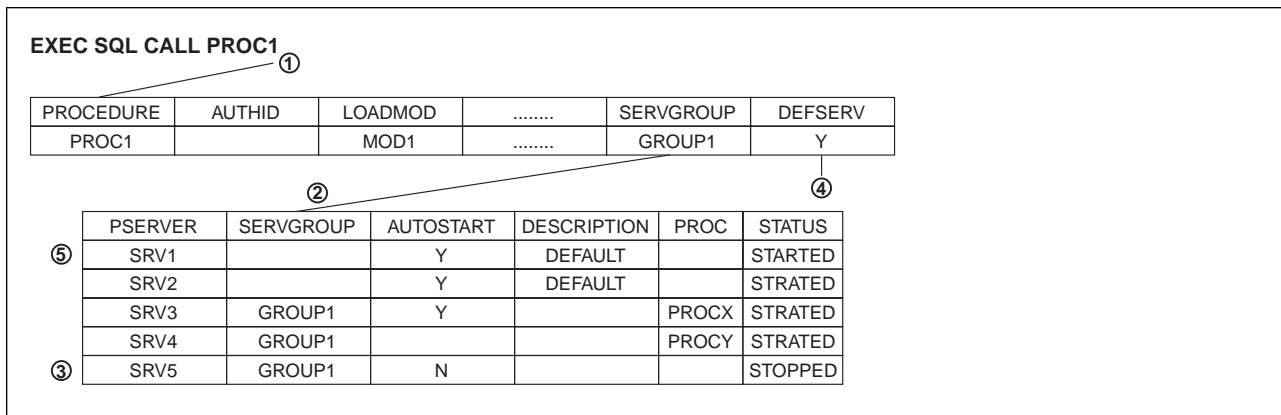 EXEC SQL CALL PROC1
①
PROCEDURE AUTHID LOADMOD ........ SERVGROUP DEFSERV
PROC1 MOD1 ........ GROUP1 Y
② ④
PSERVER SERVGROUP AUTOSTART DESCRIPTION PROC STATUS
⑤ SRV1 Y DEFAULT STARTED
SRV2 Y DEFAULT STRATED
SRV3 GROUP1 Y PROCX STRATED
SRV4 GROUP1 PROCY STRATED
③ SRV5 GROUP1 N STOPPED